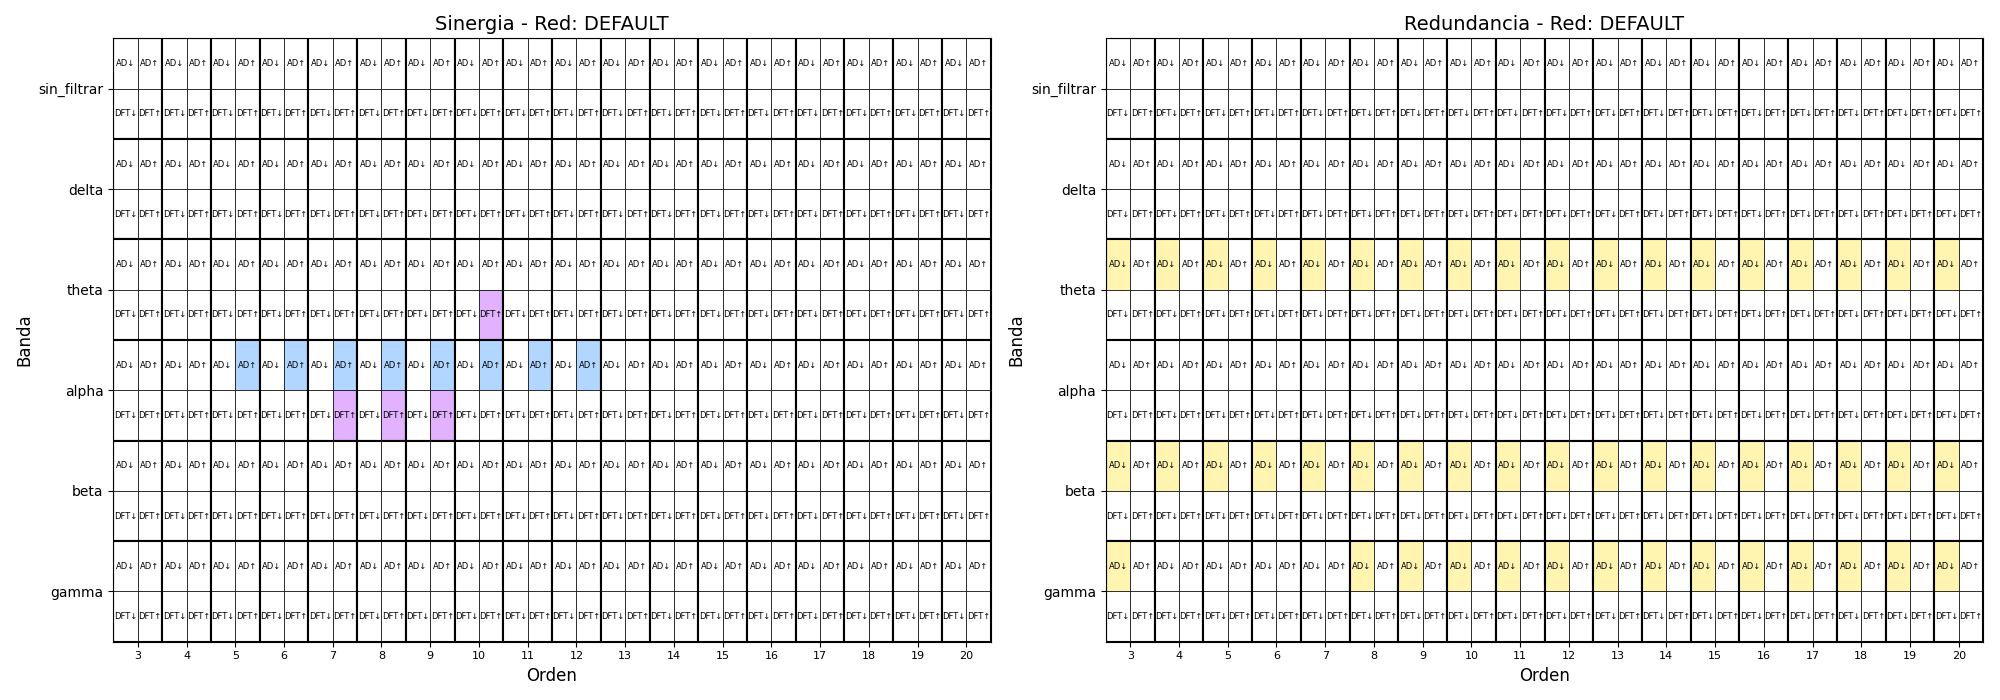 Sinergia - Red: DEFAULT
Banda
sin_filtrar
AD↓ AD↑ AD↓ AD↑ AD↓ AD↑ AD↓ AD↑ AD↓ AD↑ AD↓ AD↑ AD↓ AD↑ AD↓ AD↑ AD↓ AD↑ AD↓ AD↑ AD↓ AD↑ AD↓ AD↑ AD↓ AD↑ AD↓ AD↑ AD↓ AD↑ AD↓ AD↑ AD↓ AD↑ AD↓ AD↑
DFT↓ DFT↑ DFT↓ DFT↑ DFT↓ DFT↑ DFT↓ DFT↑ DFT↓ DFT↑ DFT↓ DFT↑ DFT↓ DFT↑ DFT↓ DFT↑ DFT↓ DFT↑ DFT↓ DFT↑ DFT↓ DFT↑ DFT↓ DFT↑ DFT↓ DFT↑ DFT↓ DFT↑ DFT↓ DFT↑ DFT↓ DFT↑ DFT↓ DFT↑ DFT↓ DFT↑
delta
AD↓ AD↑ AD↓ AD↑ AD↓ AD↑ AD↓ AD↑ AD↓ AD↑ AD↓ AD↑ AD↓ AD↑ AD↓ AD↑ AD↓ AD↑ AD↓ AD↑ AD↓ AD↑ AD↓ AD↑ AD↓ AD↑ AD↓ AD↑ AD↓ AD↑ AD↓ AD↑ AD↓ AD↑ AD↓ AD↑
DFT↓ DFT↑ DFT↓ DFT↑ DFT↓ DFT↑ DFT↓ DFT↑ DFT↓ DFT↑ DFT↓ DFT↑ DFT↓ DFT↑ DFT↓ DFT↑ DFT↓ DFT↑ DFT↓ DFT↑ DFT↓ DFT↑ DFT↓ DFT↑ DFT↓ DFT↑ DFT↓ DFT↑ DFT↓ DFT↑ DFT↓ DFT↑ DFT↓ DFT↑ DFT↓ DFT↑
theta
AD↓ AD↑ AD↓ AD↑ AD↓ AD↑ AD↓ AD↑ AD↓ AD↑ AD↓ AD↑ AD↓ AD↑ AD↓ AD↑ AD↓ AD↑ AD↓ AD↑ AD↓ AD↑ AD↓ AD↑ AD↓ AD↑ AD↓ AD↑ AD↓ AD↑ AD↓ AD↑ AD↓ AD↑ AD↓ AD↑
DFT↓ DFT↑ DFT↓ DFT↑ DFT↓ DFT↑ DFT↓ DFT↑ DFT↓ DFT↑ DFT↓ DFT↑ DFT↓ DFT↑ DFT↓ DFT↑ DFT↓ DFT↑ DFT↓ DFT↑ DFT↓ DFT↑ DFT↓ DFT↑ DFT↓ DFT↑ DFT↓ DFT↑ DFT↓ DFT↑ DFT↓ DFT↑ DFT↓ DFT↑ DFT↓ DFT↑
alpha
AD↓ AD↑ AD↓ AD↑ AD↓ AD↑ AD↓ AD↑ AD↓ AD↑ AD↓ AD↑ AD↓ AD↑ AD↓ AD↑ AD↓ AD↑ AD↓ AD↑ AD↓ AD↑ AD↓ AD↑ AD↓ AD↑ AD↓ AD↑ AD↓ AD↑ AD↓ AD↑ AD↓ AD↑ AD↓ AD↑
DFT↓ DFT↑ DFT↓ DFT↑ DFT↓ DFT↑ DFT↓ DFT↑ DFT↓ DFT↑ DFT↓ DFT↑ DFT↓ DFT↑ DFT↓ DFT↑ DFT↓ DFT↑ DFT↓ DFT↑ DFT↓ DFT↑ DFT↓ DFT↑ DFT↓ DFT↑ DFT↓ DFT↑ DFT↓ DFT↑ DFT↓ DFT↑ DFT↓ DFT↑ DFT↓ DFT↑
beta
AD↓ AD↑ AD↓ AD↑ AD↓ AD↑ AD↓ AD↑ AD↓ AD↑ AD↓ AD↑ AD↓ AD↑ AD↓ AD↑ AD↓ AD↑ AD↓ AD↑ AD↓ AD↑ AD↓ AD↑ AD↓ AD↑ AD↓ AD↑ AD↓ AD↑ AD↓ AD↑ AD↓ AD↑ AD↓ AD↑
DFT↓ DFT↑ DFT↓ DFT↑ DFT↓ DFT↑ DFT↓ DFT↑ DFT↓ DFT↑ DFT↓ DFT↑ DFT↓ DFT↑ DFT↓ DFT↑ DFT↓ DFT↑ DFT↓ DFT↑ DFT↓ DFT↑ DFT↓ DFT↑ DFT↓ DFT↑ DFT↓ DFT↑ DFT↓ DFT↑ DFT↓ DFT↑ DFT↓ DFT↑ DFT↓ DFT↑
gamma
AD↓ AD↑ AD↓ AD↑ AD↓ AD↑ AD↓ AD↑ AD↓ AD↑ AD↓ AD↑ AD↓ AD↑ AD↓ AD↑ AD↓ AD↑ AD↓ AD↑ AD↓ AD↑ AD↓ AD↑ AD↓ AD↑ AD↓ AD↑ AD↓ AD↑ AD↓ AD↑ AD↓ AD↑ AD↓ AD↑
DFT↓ DFT↑ DFT↓ DFT↑ DFT↓ DFT↑ DFT↓ DFT↑ DFT↓ DFT↑ DFT↓ DFT↑ DFT↓ DFT↑ DFT↓ DFT↑ DFT↓ DFT↑ DFT↓ DFT↑ DFT↓ DFT↑ DFT↓ DFT↑ DFT↓ DFT↑ DFT↓ DFT↑ DFT↓ DFT↑ DFT↓ DFT↑ DFT↓ DFT↑ DFT↓ DFT↑
3 4 5 6 7 8 9 10 11 12 13 14 15 16 17 18 19 20
Orden
Redundancia - Red: DEFAULT
Banda
sin_filtrar
AD↓ AD↑ AD↓ AD↑ AD↓ AD↑ AD↓ AD↑ AD↓ AD↑ AD↓ AD↑ AD↓ AD↑ AD↓ AD↑ AD↓ AD↑ AD↓ AD↑ AD↓ AD↑ AD↓ AD↑ AD↓ AD↑ AD↓ AD↑ AD↓ AD↑ AD↓ AD↑ AD↓ AD↑ AD↓ AD↑
DFT↓ DFT↑ DFT↓ DFT↑ DFT↓ DFT↑ DFT↓ DFT↑ DFT↓ DFT↑ DFT↓ DFT↑ DFT↓ DFT↑ DFT↓ DFT↑ DFT↓ DFT↑ DFT↓ DFT↑ DFT↓ DFT↑ DFT↓ DFT↑ DFT↓ DFT↑ DFT↓ DFT↑ DFT↓ DFT↑ DFT↓ DFT↑ DFT↓ DFT↑ DFT↓ DFT↑
delta
AD↓ AD↑ AD↓ AD↑ AD↓ AD↑ AD↓ AD↑ AD↓ AD↑ AD↓ AD↑ AD↓ AD↑ AD↓ AD↑ AD↓ AD↑ AD↓ AD↑ AD↓ AD↑ AD↓ AD↑ AD↓ AD↑ AD↓ AD↑ AD↓ AD↑ AD↓ AD↑ AD↓ AD↑ AD↓ AD↑
DFT↓ DFT↑ DFT↓ DFT↑ DFT↓ DFT↑ DFT↓ DFT↑ DFT↓ DFT↑ DFT↓ DFT↑ DFT↓ DFT↑ DFT↓ DFT↑ DFT↓ DFT↑ DFT↓ DFT↑ DFT↓ DFT↑ DFT↓ DFT↑ DFT↓ DFT↑ DFT↓ DFT↑ DFT↓ DFT↑ DFT↓ DFT↑ DFT↓ DFT↑ DFT↓ DFT↑
theta
AD↓ AD↑ AD↓ AD↑ AD↓ AD↑ AD↓ AD↑ AD↓ AD↑ AD↓ AD↑ AD↓ AD↑ AD↓ AD↑ AD↓ AD↑ AD↓ AD↑ AD↓ AD↑ AD↓ AD↑ AD↓ AD↑ AD↓ AD↑ AD↓ AD↑ AD↓ AD↑ AD↓ AD↑ AD↓ AD↑
DFT↓ DFT↑ DFT↓ DFT↑ DFT↓ DFT↑ DFT↓ DFT↑ DFT↓ DFT↑ DFT↓ DFT↑ DFT↓ DFT↑ DFT↓ DFT↑ DFT↓ DFT↑ DFT↓ DFT↑ DFT↓ DFT↑ DFT↓ DFT↑ DFT↓ DFT↑ DFT↓ DFT↑ DFT↓ DFT↑ DFT↓ DFT↑ DFT↓ DFT↑ DFT↓ DFT↑
alpha
AD↓ AD↑ AD↓ AD↑ AD↓ AD↑ AD↓ AD↑ AD↓ AD↑ AD↓ AD↑ AD↓ AD↑ AD↓ AD↑ AD↓ AD↑ AD↓ AD↑ AD↓ AD↑ AD↓ AD↑ AD↓ AD↑ AD↓ AD↑ AD↓ AD↑ AD↓ AD↑ AD↓ AD↑ AD↓ AD↑
DFT↓ DFT↑ DFT↓ DFT↑ DFT↓ DFT↑ DFT↓ DFT↑ DFT↓ DFT↑ DFT↓ DFT↑ DFT↓ DFT↑ DFT↓ DFT↑ DFT↓ DFT↑ DFT↓ DFT↑ DFT↓ DFT↑ DFT↓ DFT↑ DFT↓ DFT↑ DFT↓ DFT↑ DFT↓ DFT↑ DFT↓ DFT↑ DFT↓ DFT↑ DFT↓ DFT↑
beta
AD↓ AD↑ AD↓ AD↑ AD↓ AD↑ AD↓ AD↑ AD↓ AD↑ AD↓ AD↑ AD↓ AD↑ AD↓ AD↑ AD↓ AD↑ AD↓ AD↑ AD↓ AD↑ AD↓ AD↑ AD↓ AD↑ AD↓ AD↑ AD↓ AD↑ AD↓ AD↑ AD↓ AD↑ AD↓ AD↑
DFT↓ DFT↑ DFT↓ DFT↑ DFT↓ DFT↑ DFT↓ DFT↑ DFT↓ DFT↑ DFT↓ DFT↑ DFT↓ DFT↑ DFT↓ DFT↑ DFT↓ DFT↑ DFT↓ DFT↑ DFT↓ DFT↑ DFT↓ DFT↑ DFT↓ DFT↑ DFT↓ DFT↑ DFT↓ DFT↑ DFT↓ DFT↑ DFT↓ DFT↑ DFT↓ DFT↑
gamma
AD↓ AD↑ AD↓ AD↑ AD↓ AD↑ AD↓ AD↑ AD↓ AD↑ AD↓ AD↑ AD↓ AD↑ AD↓ AD↑ AD↓ AD↑ AD↓ AD↑ AD↓ AD↑ AD↓ AD↑ AD↓ AD↑ AD↓ AD↑ AD↓ AD↑ AD↓ AD↑ AD↓ AD↑ AD↓ AD↑
DFT↓ DFT↑ DFT↓ DFT↑ DFT↓ DFT↑ DFT↓ DFT↑ DFT↓ DFT↑ DFT↓ DFT↑ DFT↓ DFT↑ DFT↓ DFT↑ DFT↓ DFT↑ DFT↓ DFT↑ DFT↓ DFT↑ DFT↓ DFT↑ DFT↓ DFT↑ DFT↓ DFT↑ DFT↓ DFT↑ DFT↓ DFT↑ DFT↓ DFT↑ DFT↓ DFT↑
3 4 5 6 7 8 9 10 11 12 13 14 15 16 17 18 19 20
Orden